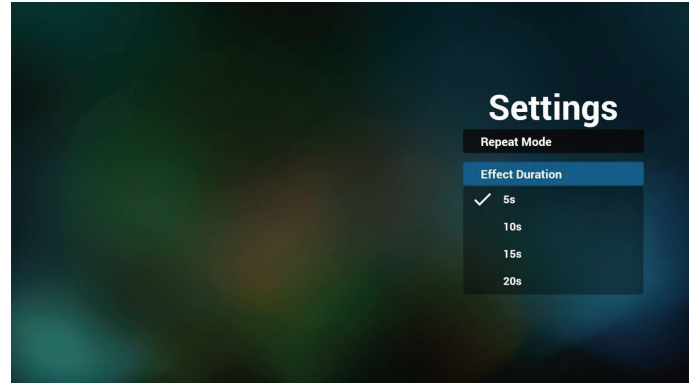 Settings
Repeat Mode
Effect Duration
5s
10s
15s
20s